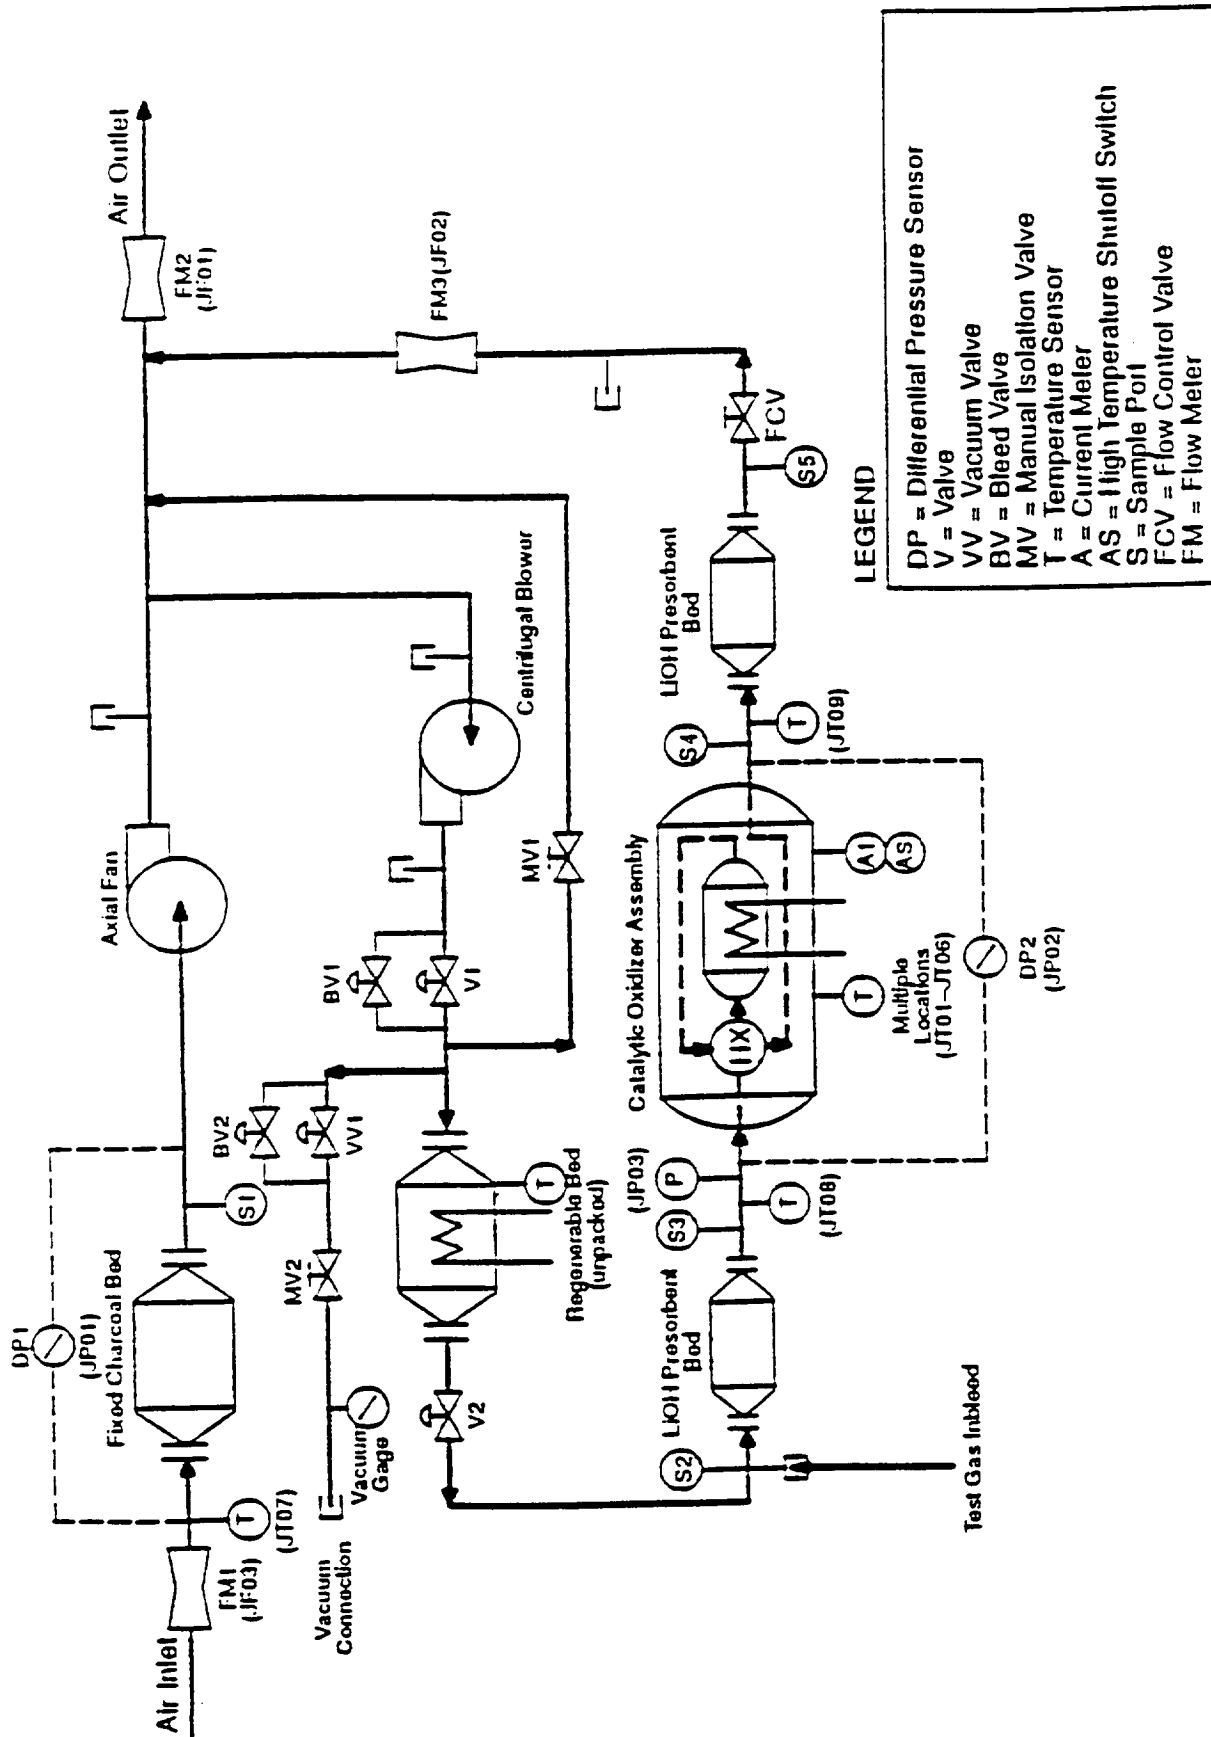 Air Inlet
FM1
(JF03)
T
(JT07)
DP1
(JP01)
Fixed Charcoal Bed
S1
Axial Fan
FM2
(JF01)
Air Outlet
Vacuum
Connection
Vacuum
Gage
MV2
BV2
VV1
BV1
V1
Centrifugal Blower
MV1
FM3(JF02)
V2
T
Regenerable Bed
(unpacked)
S2
Test Gas Inbleed
LiOH Presorbent
Bed
S3
P
(JP03)
T
(JT08)
Catalytic Oxidizer Assembly
HX
T
Multiple
Locations
(JT01–JT06)
A1
AS
DP2
(JP02)
S4
T
(JT09)
LiOH Presorbent
Bed
S5
FCV
LEGEND
DP = Differential Pressure Sensor
V = Valve
VV = Vacuum Valve
BV = Bleed Valve
MV = Manual Isolation Valve
T = Temperature Sensor
A = Current Meter
AS = High Temperature Shutoff Switch
S = Sample Port
FCV = Flow Control Valve
FM = Flow Meter